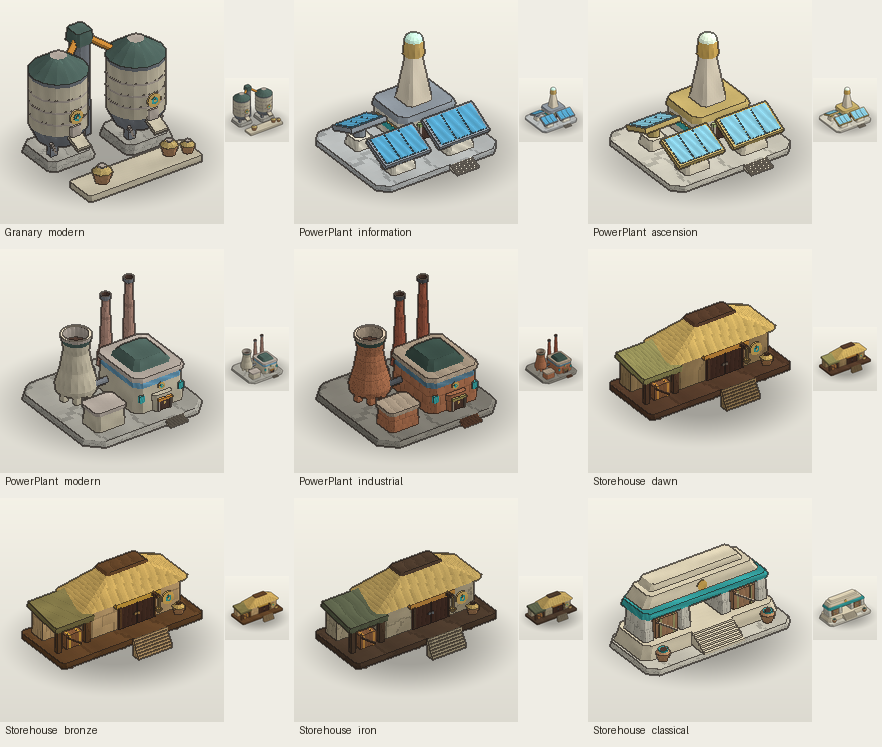 Granary modern
PowerPlant information
PowerPlant ascension
PowerPlant modern
PowerPlant industrial
Storehouse dawn
Storehouse bronze
Storehouse iron
Storehouse classical